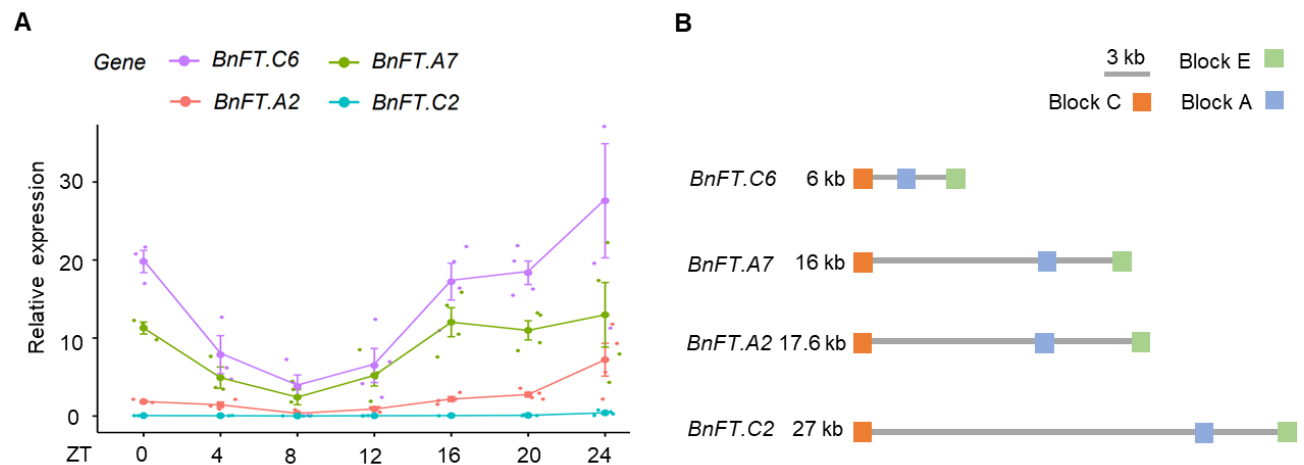 A
Gene BnFT.C6 BnFT.A7
BnFT.A2 BnFT.C2
Relative expression
30
20
10
0
ZT 0 4 8 12 16 20 24
B
3 kb Block E
Block C Block A
BnFT.C6 6 kb
BnFT.A7 16 kb
BnFT.A2 17.6 kb
BnFT.C2 27 kb